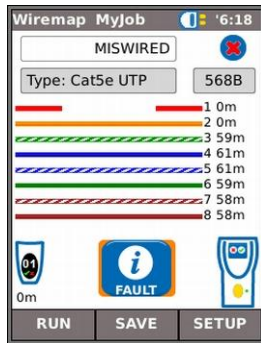 Wiremap MyJob '6:18
MISWIRED
Type: Cat5e UTP 568B
1 0m
2 0m
3 59m
4 61m
5 61m
6 59m
7 58m
8 58m
01
i
0m
FAULT
RUN SAVE SETUP